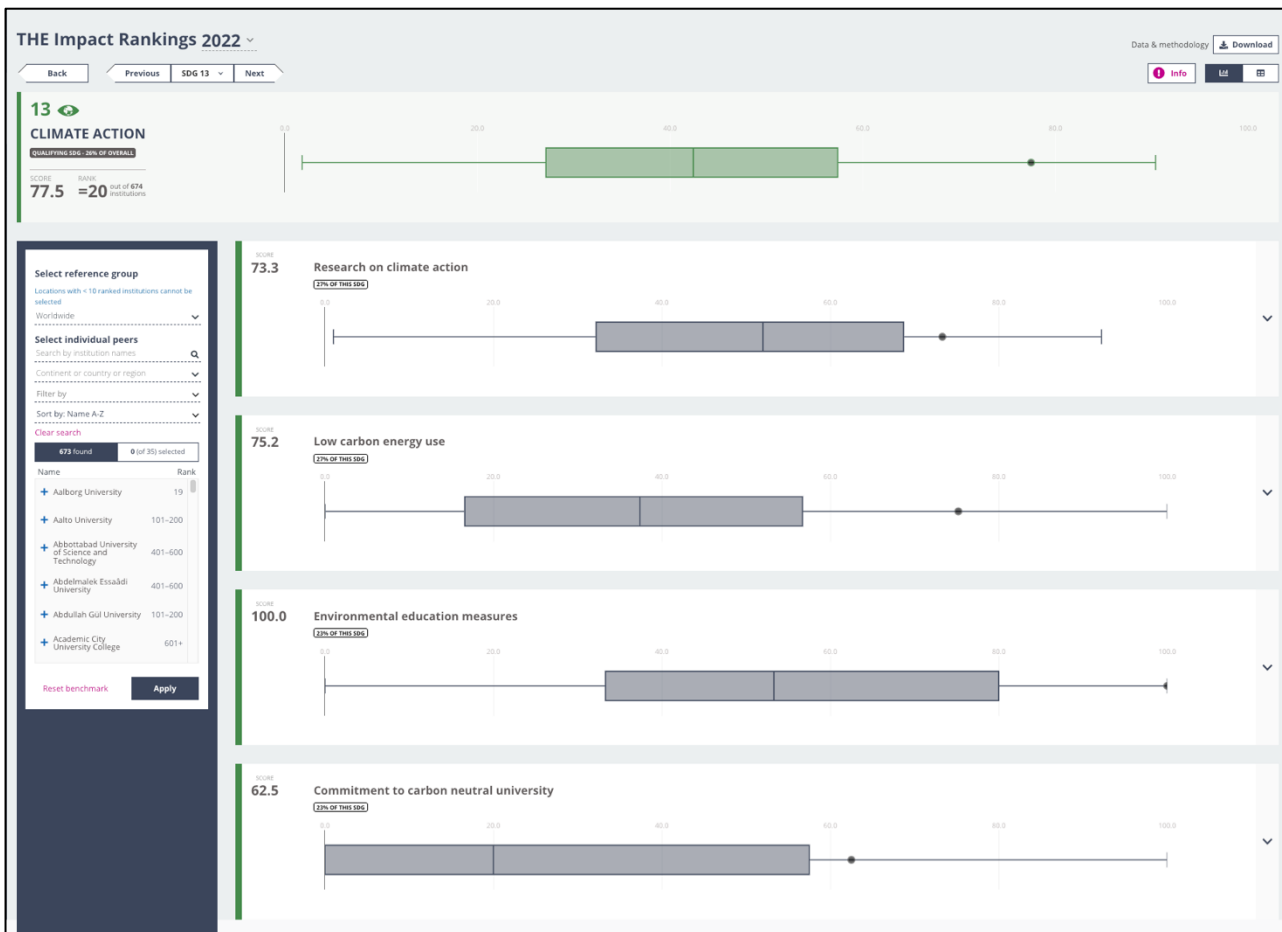 THE Impact Rankings 2022
Data & methodology Download
Back Previous SDG 13 Next
Info
13
CLIMATE ACTION
QUALIFYING SDG - 26% OF OVERALL
SCORE RANK
77.5 =20 out of 674 institutions
0.0 20.0 40.0 60.0 80.0 100.0
Select reference group
Locations with < 10 ranked institutions cannot be
selected
Worldwide
Select individual peers
Search by institution names
Continent or country or region
Filter by
Sort by: Name A-Z
Clear search
673 found 0 (of 35) selected
Name Rank
Aalborg University 19
Aalto University 101–200
Abbottabad University
of Science and 401–600
Technology
Abdelmalek Essaâdi
University 401–600
Abdullah Gül University 101–200
Academic City
University College 601+
Reset benchmark Apply
SCORE
73.3 Research on climate action
27% OF THIS SDG
0.0 20.0 40.0 60.0 80.0 100.0
SCORE
75.2 Low carbon energy use
27% OF THIS SDG
0.0 20.0 40.0 60.0 80.0 100.0
SCORE
100.0 Environmental education measures
23% OF THIS SDG
0.0 20.0 40.0 60.0 80.0 100.0
SCORE
62.5 Commitment to carbon neutral university
23% OF THIS SDG
0.0 20.0 40.0 60.0 80.0 100.0